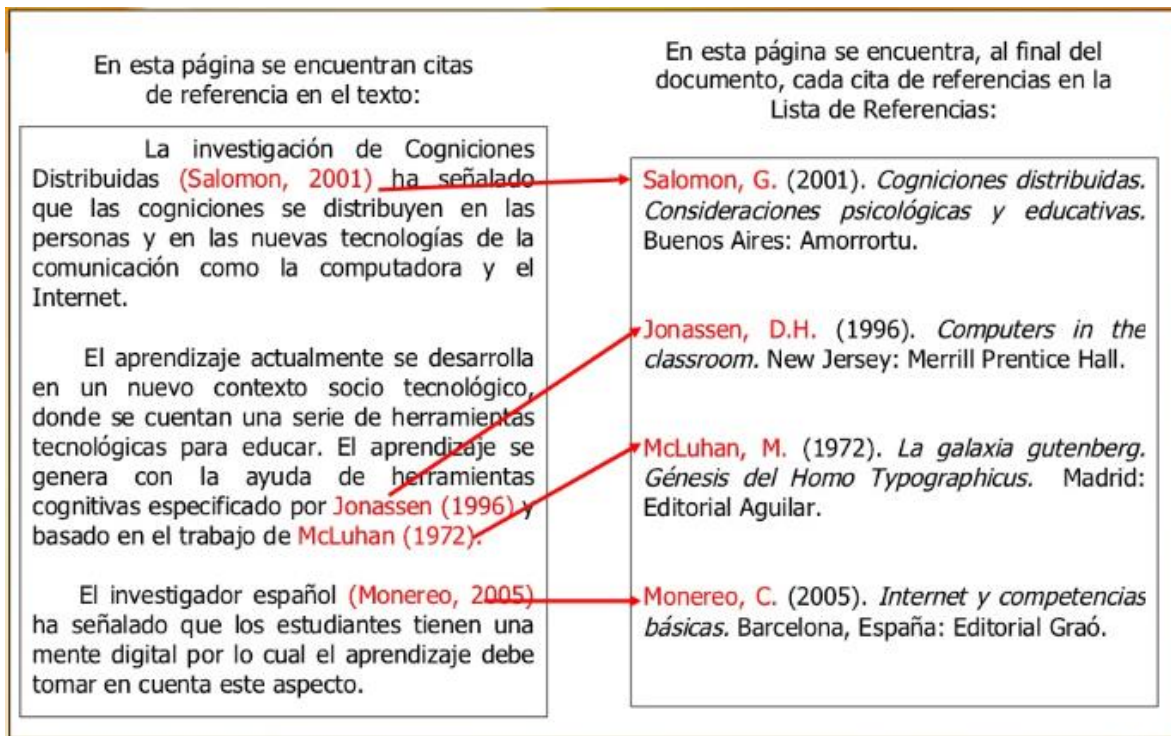 En esta página se encuentran citas
de referencia en el texto:
La investigación de Cogniciones
Distribuidas (Salomon, 2001) ha señalado
que las cogniciones se distribuyen en las
personas y en las nuevas tecnologías de la
comunicación como la computadora y el
Internet.
El aprendizaje actualmente se desarrolla
en un nuevo contexto socio tecnológico,
donde se cuentan una serie de herramientas
tecnológicas para educar. El aprendizaje se
genera con la ayuda de herramientas
cognitivas especificado por Jonassen (1996) y
basado en el trabajo de McLuhan (1972).
El investigador español (Monereo, 2005)
ha señalado que los estudiantes tienen una
mente digital por lo cual el aprendizaje debe
tomar en cuenta este aspecto.
En esta página se encuentra, al final del
documento, cada cita de referencias en la
Lista de Referencias:
Salomon, G. (2001). Cogniciones distribuidas.
Consideraciones psicológicas y educativas.
Buenos Aires: Amorrortu.
Jonassen, D.H. (1996). Computers in the
classroom. New Jersey: Merrill Prentice Hall.
McLuhan, M. (1972). La galaxia gutenberg.
Génesis del Homo Typographicus. Madrid:
Editorial Aguilar.
Monereo, C. (2005). Internet y competencias
básicas. Barcelona, España: Editorial Graó.